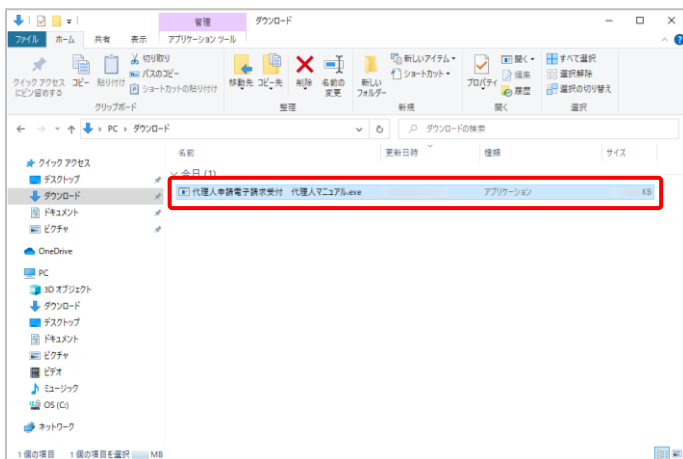 管理
ダウンロード
ファイル ホーム 共有 表示 アプリケーション ツール
クイック アクセス
にピン留めする
コピー
貼り付け
切り取り
パスのコピー
ショートカットの貼り付け
クリップボード
移動先
コピー先
削除
名前の
変更
整理
新しい
フォルダー
新しいアイテム
ショートカット
新規
プロパティ
開く
編集
履歴
開く
すべて選択
選択解除
選択の切り替え
選択
PC › ダウンロード
ダウンロードの検索
名前 更新日時 種類 サイズ
今日 (1)
代理人申請電子請求受付 代理人マニュアル.exe アプリケーション KB
クイック アクセス
デスクトップ
ダウンロード
ドキュメント
ピクチャ
OneDrive
PC
3D オブジェクト
ダウンロード
デスクトップ
ドキュメント
ピクチャ
ビデオ
ミュージック
OS (C:)
ネットワーク
1 個の項目 1 個の項目を選択 MB